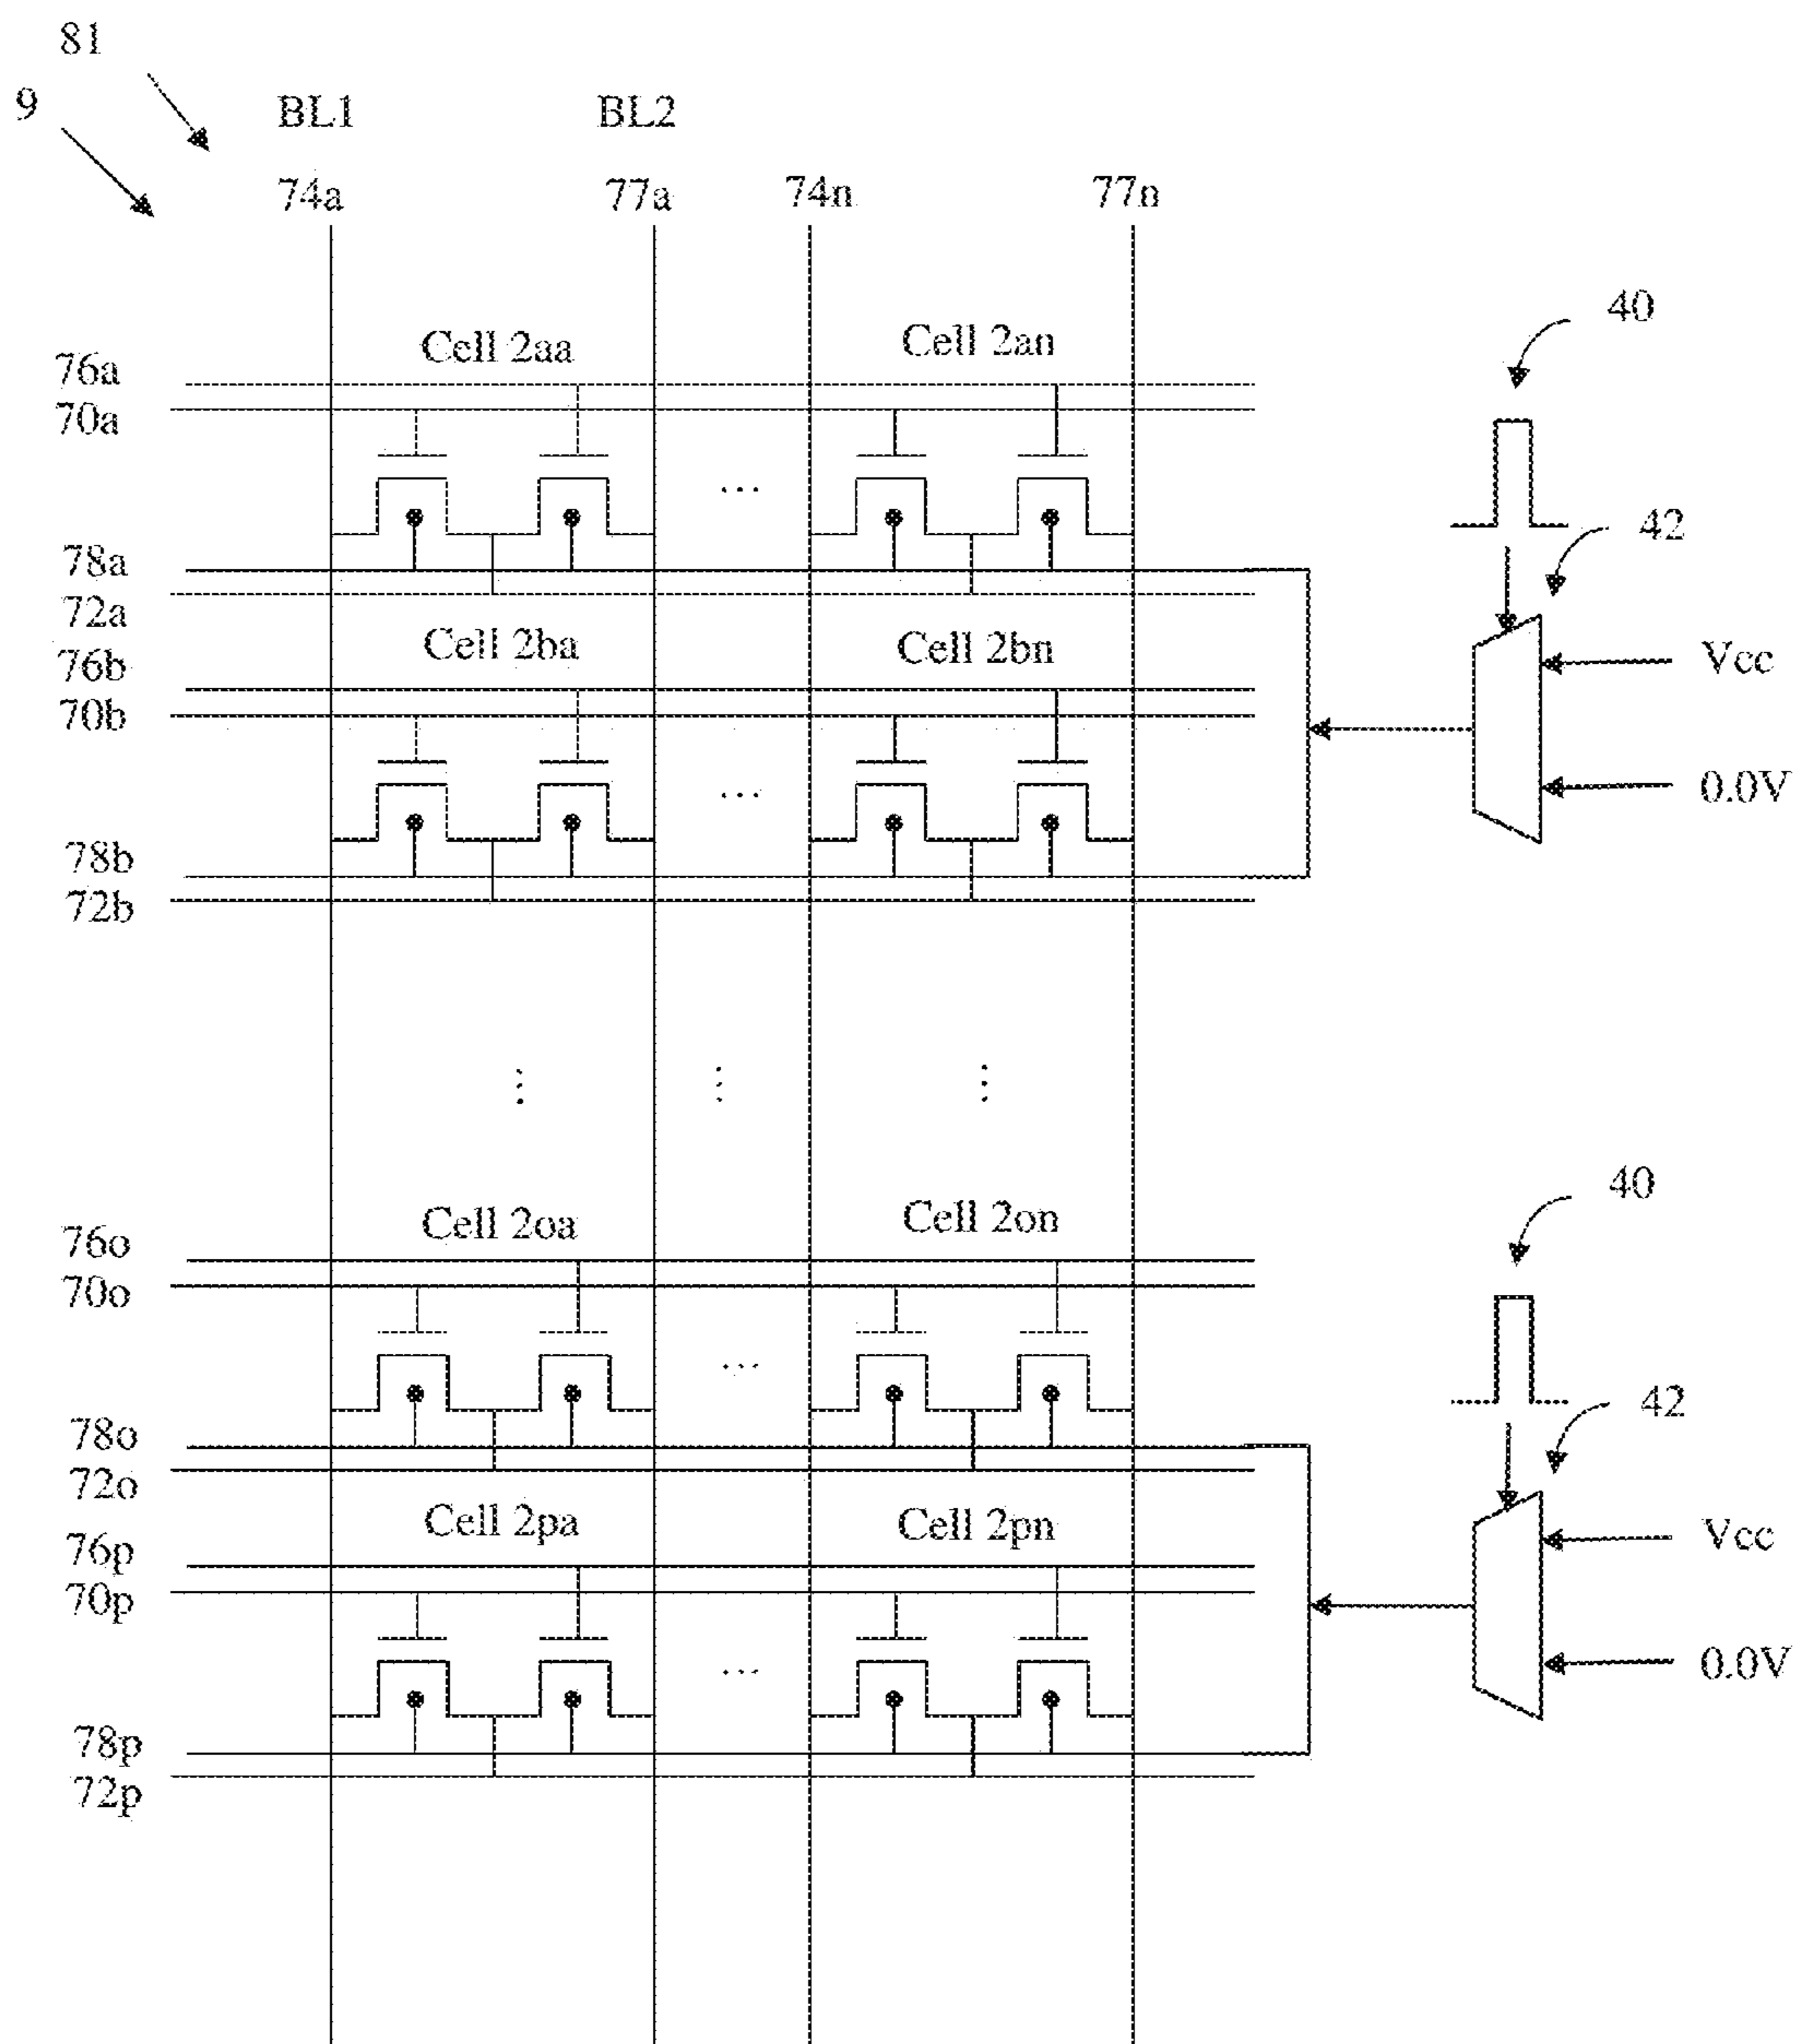 81
9
BL1 BL2
74a 77a 74n 77n
40
Cell 2aa Cell 2an
76a
70a
...
42
78a
72a
Cell 2ba Cell 2bn
76b
Vcc
70b
...
0.0V
78b
72b
40
Cell 2oa Cell 2on
76o
70o
...
42
78o
72o
Cell 2pa Cell 2pn
76p
Vcc
70p
...
0.0V
78p
72p